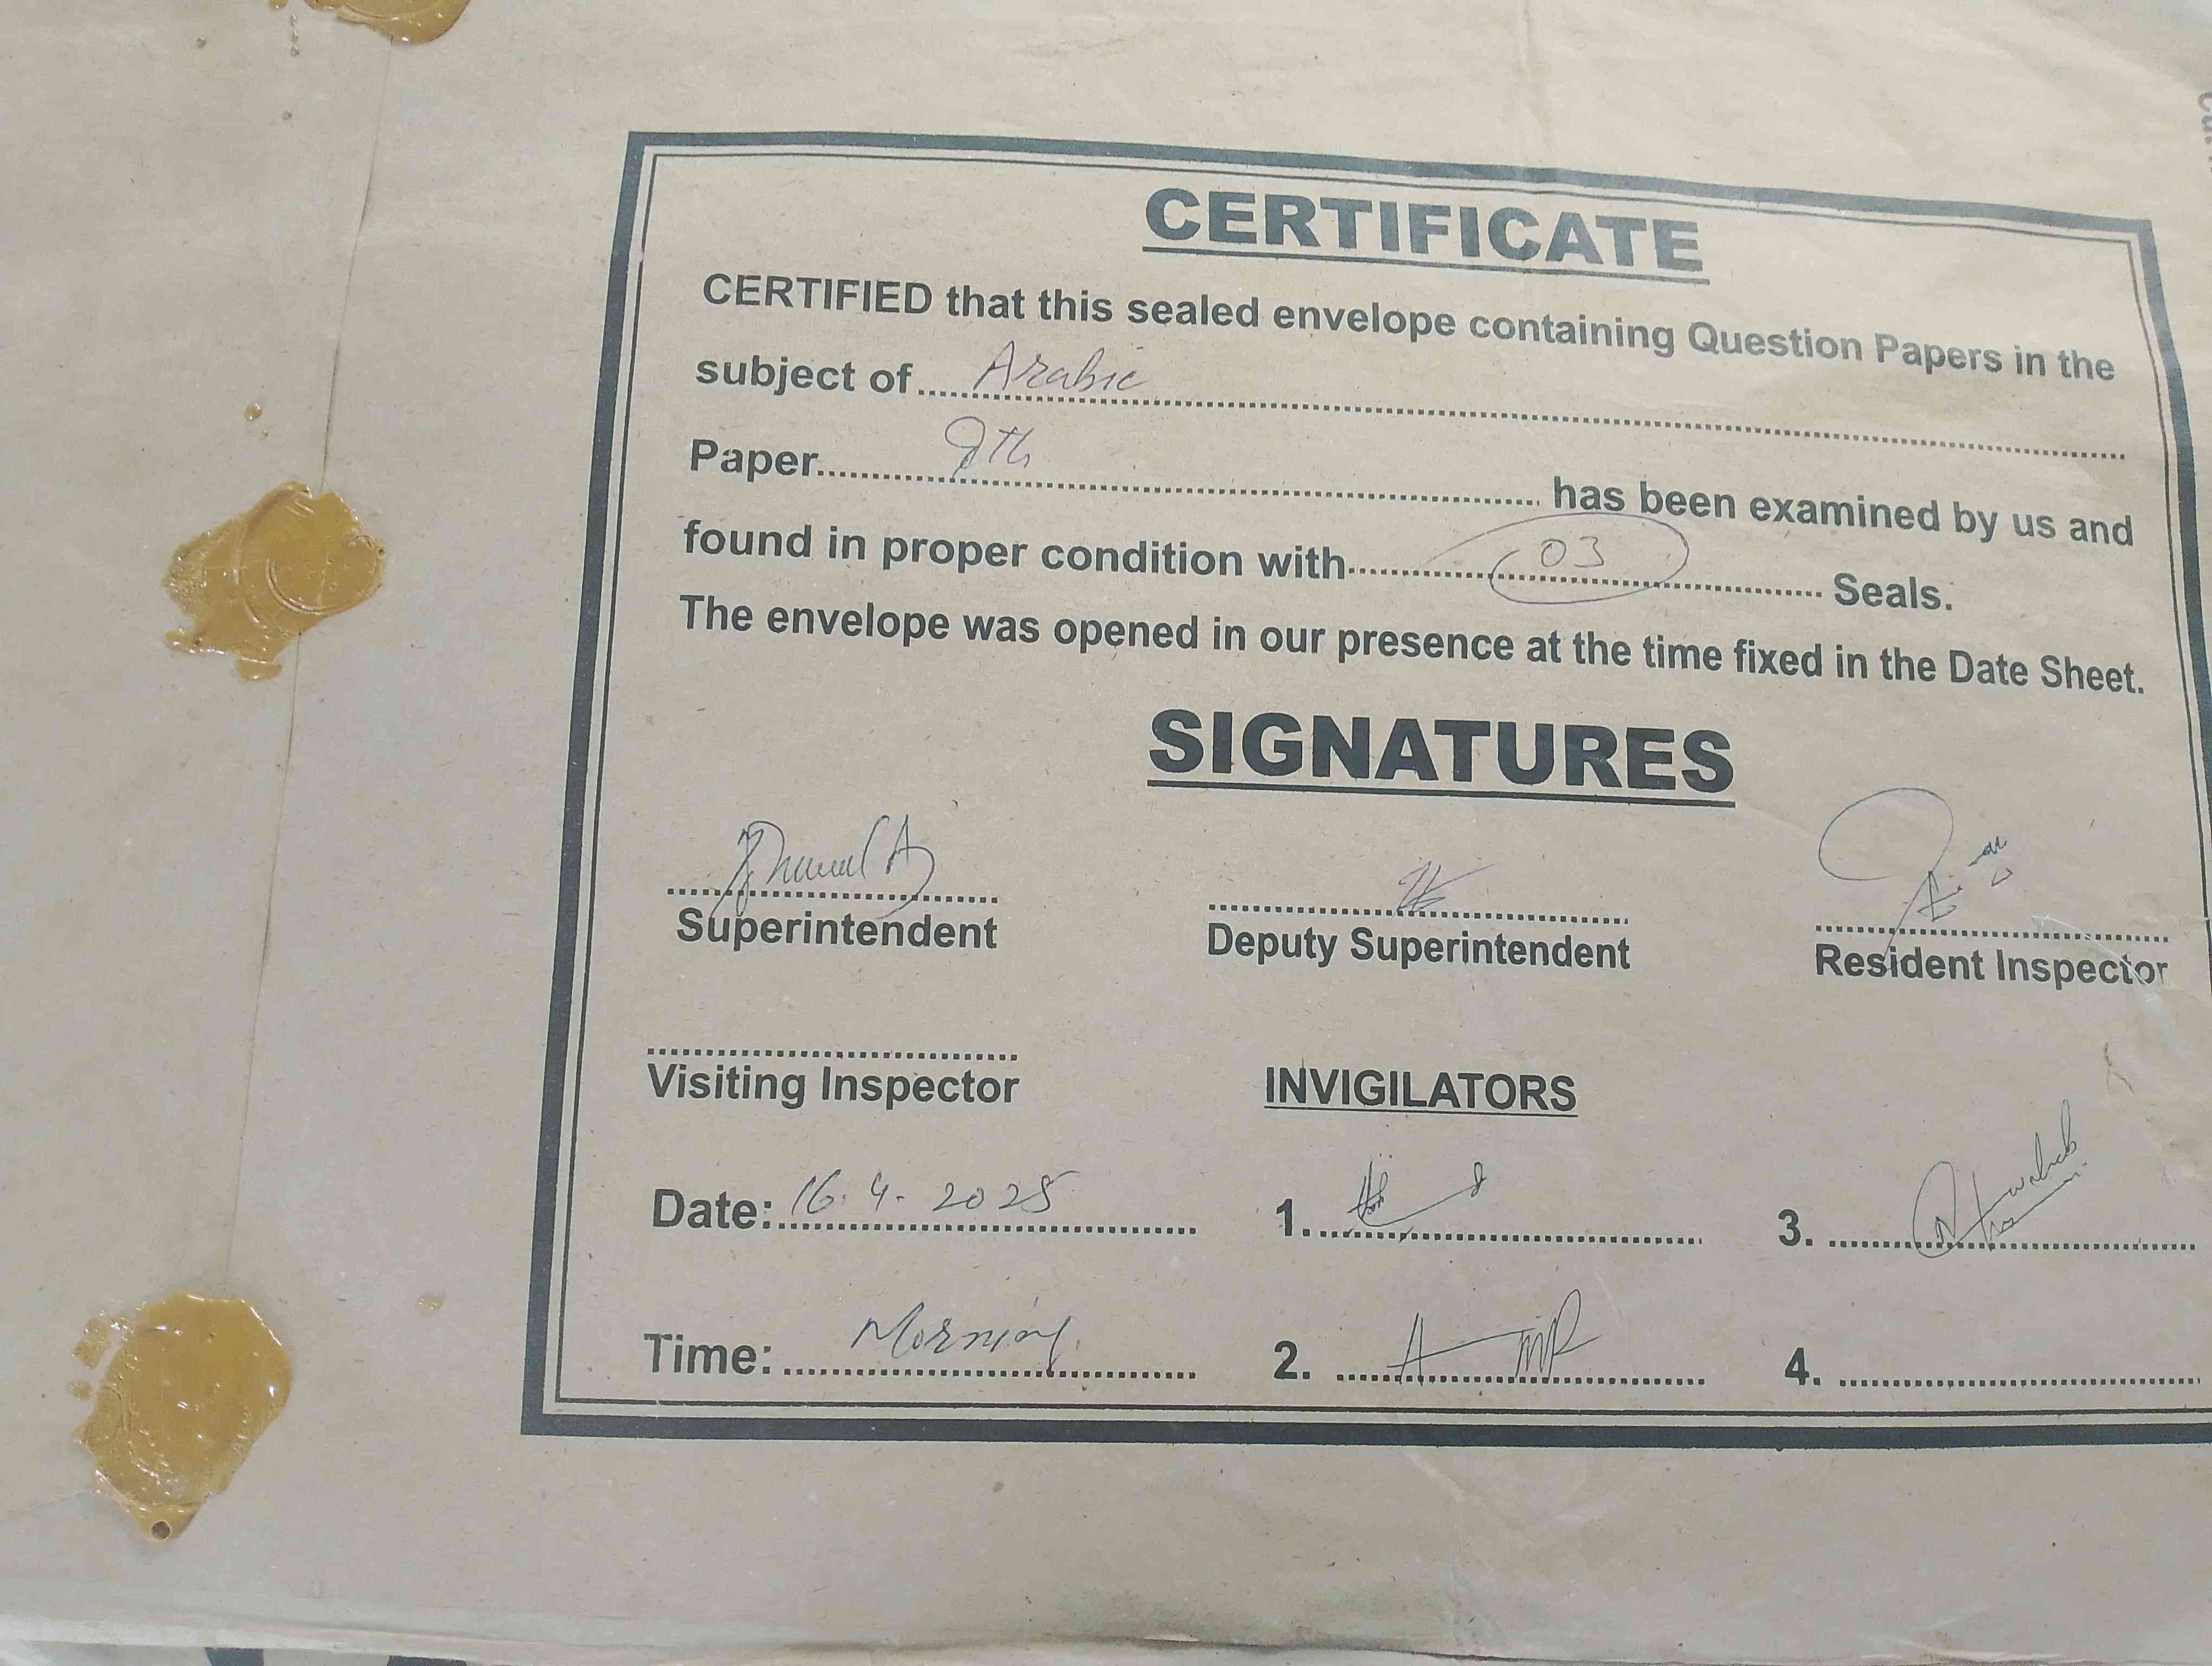 CERTIFICATE
CERTIFIED that this sealed envelope containing Question Papers in the
subject of.... Arabic ....
Paper.... 9th .... has been examined by us and
found in proper condition with.... 03 .... Seals.
The envelope was opened in our presence at the time fixed in the Date Sheet.
SIGNATURES
Superintendent Deputy Superintendent Resident Inspector
Visiting Inspector INVIGILATORS
Date: 16.4.2025 1. 3.
Time: Morning 2. 4.